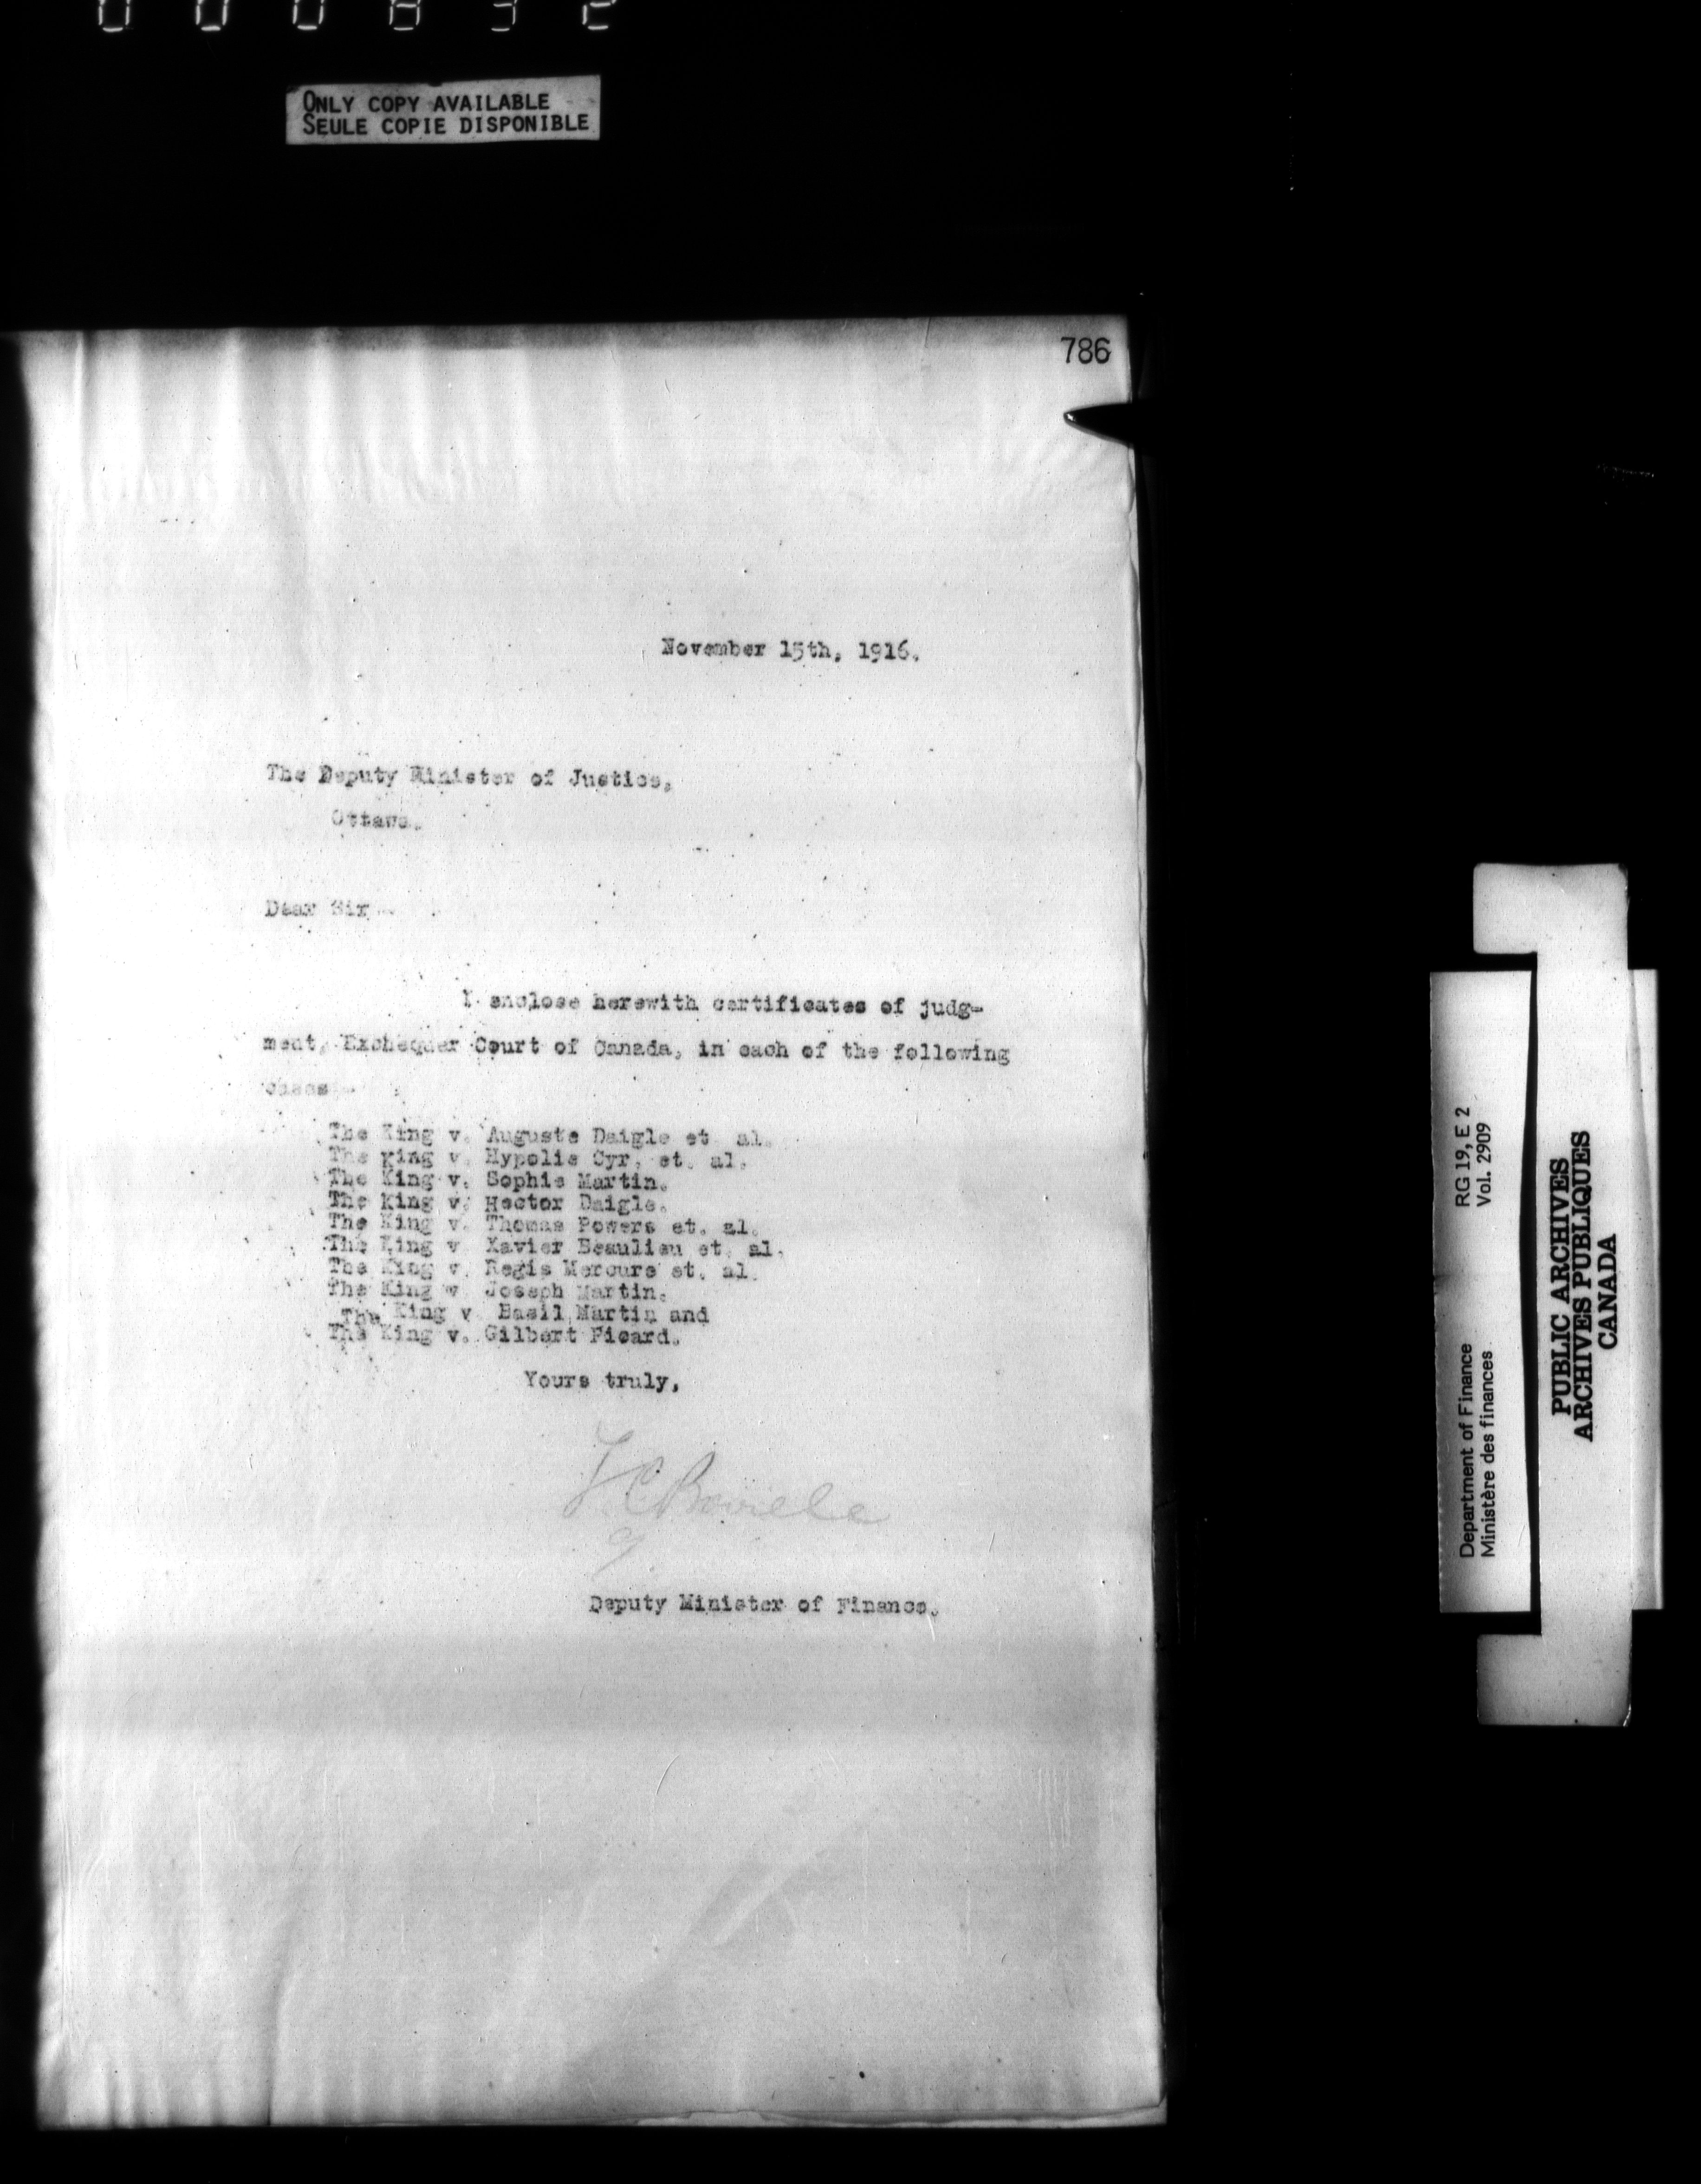 ONLY COPY AVAILABLE
SEULE COPIE DISPONIBLE
786
November 15th, 1916.
The Deputy Minister of Justice,
Ottawa.
Dear Sir
I enclose herewith certificates of judg-
ment, Exchequer Court of Canada, in each of the following
cases
The King v. Auguste Daigle et al.
The King v. Hypolie Cyr, et. al.
The King v. Sophie Martin.
The King v. Hector Daigle.
The King v. Thomas Powers et. al.
The King v. Xavier Beaulieu et. al.
The King v. Regis Mercure et. al.
The King v. Joseph Martin.
The King v. Basil Martin and
The King v. Gilbert Picard.
Yours truly,
T. C. Boville
Deputy Minister of Finance.
Department of Finance RG 19, E 2
Ministère des finances Vol. 2909
PUBLIC ARCHIVES
ARCHIVES PUBLIQUES
CANADA